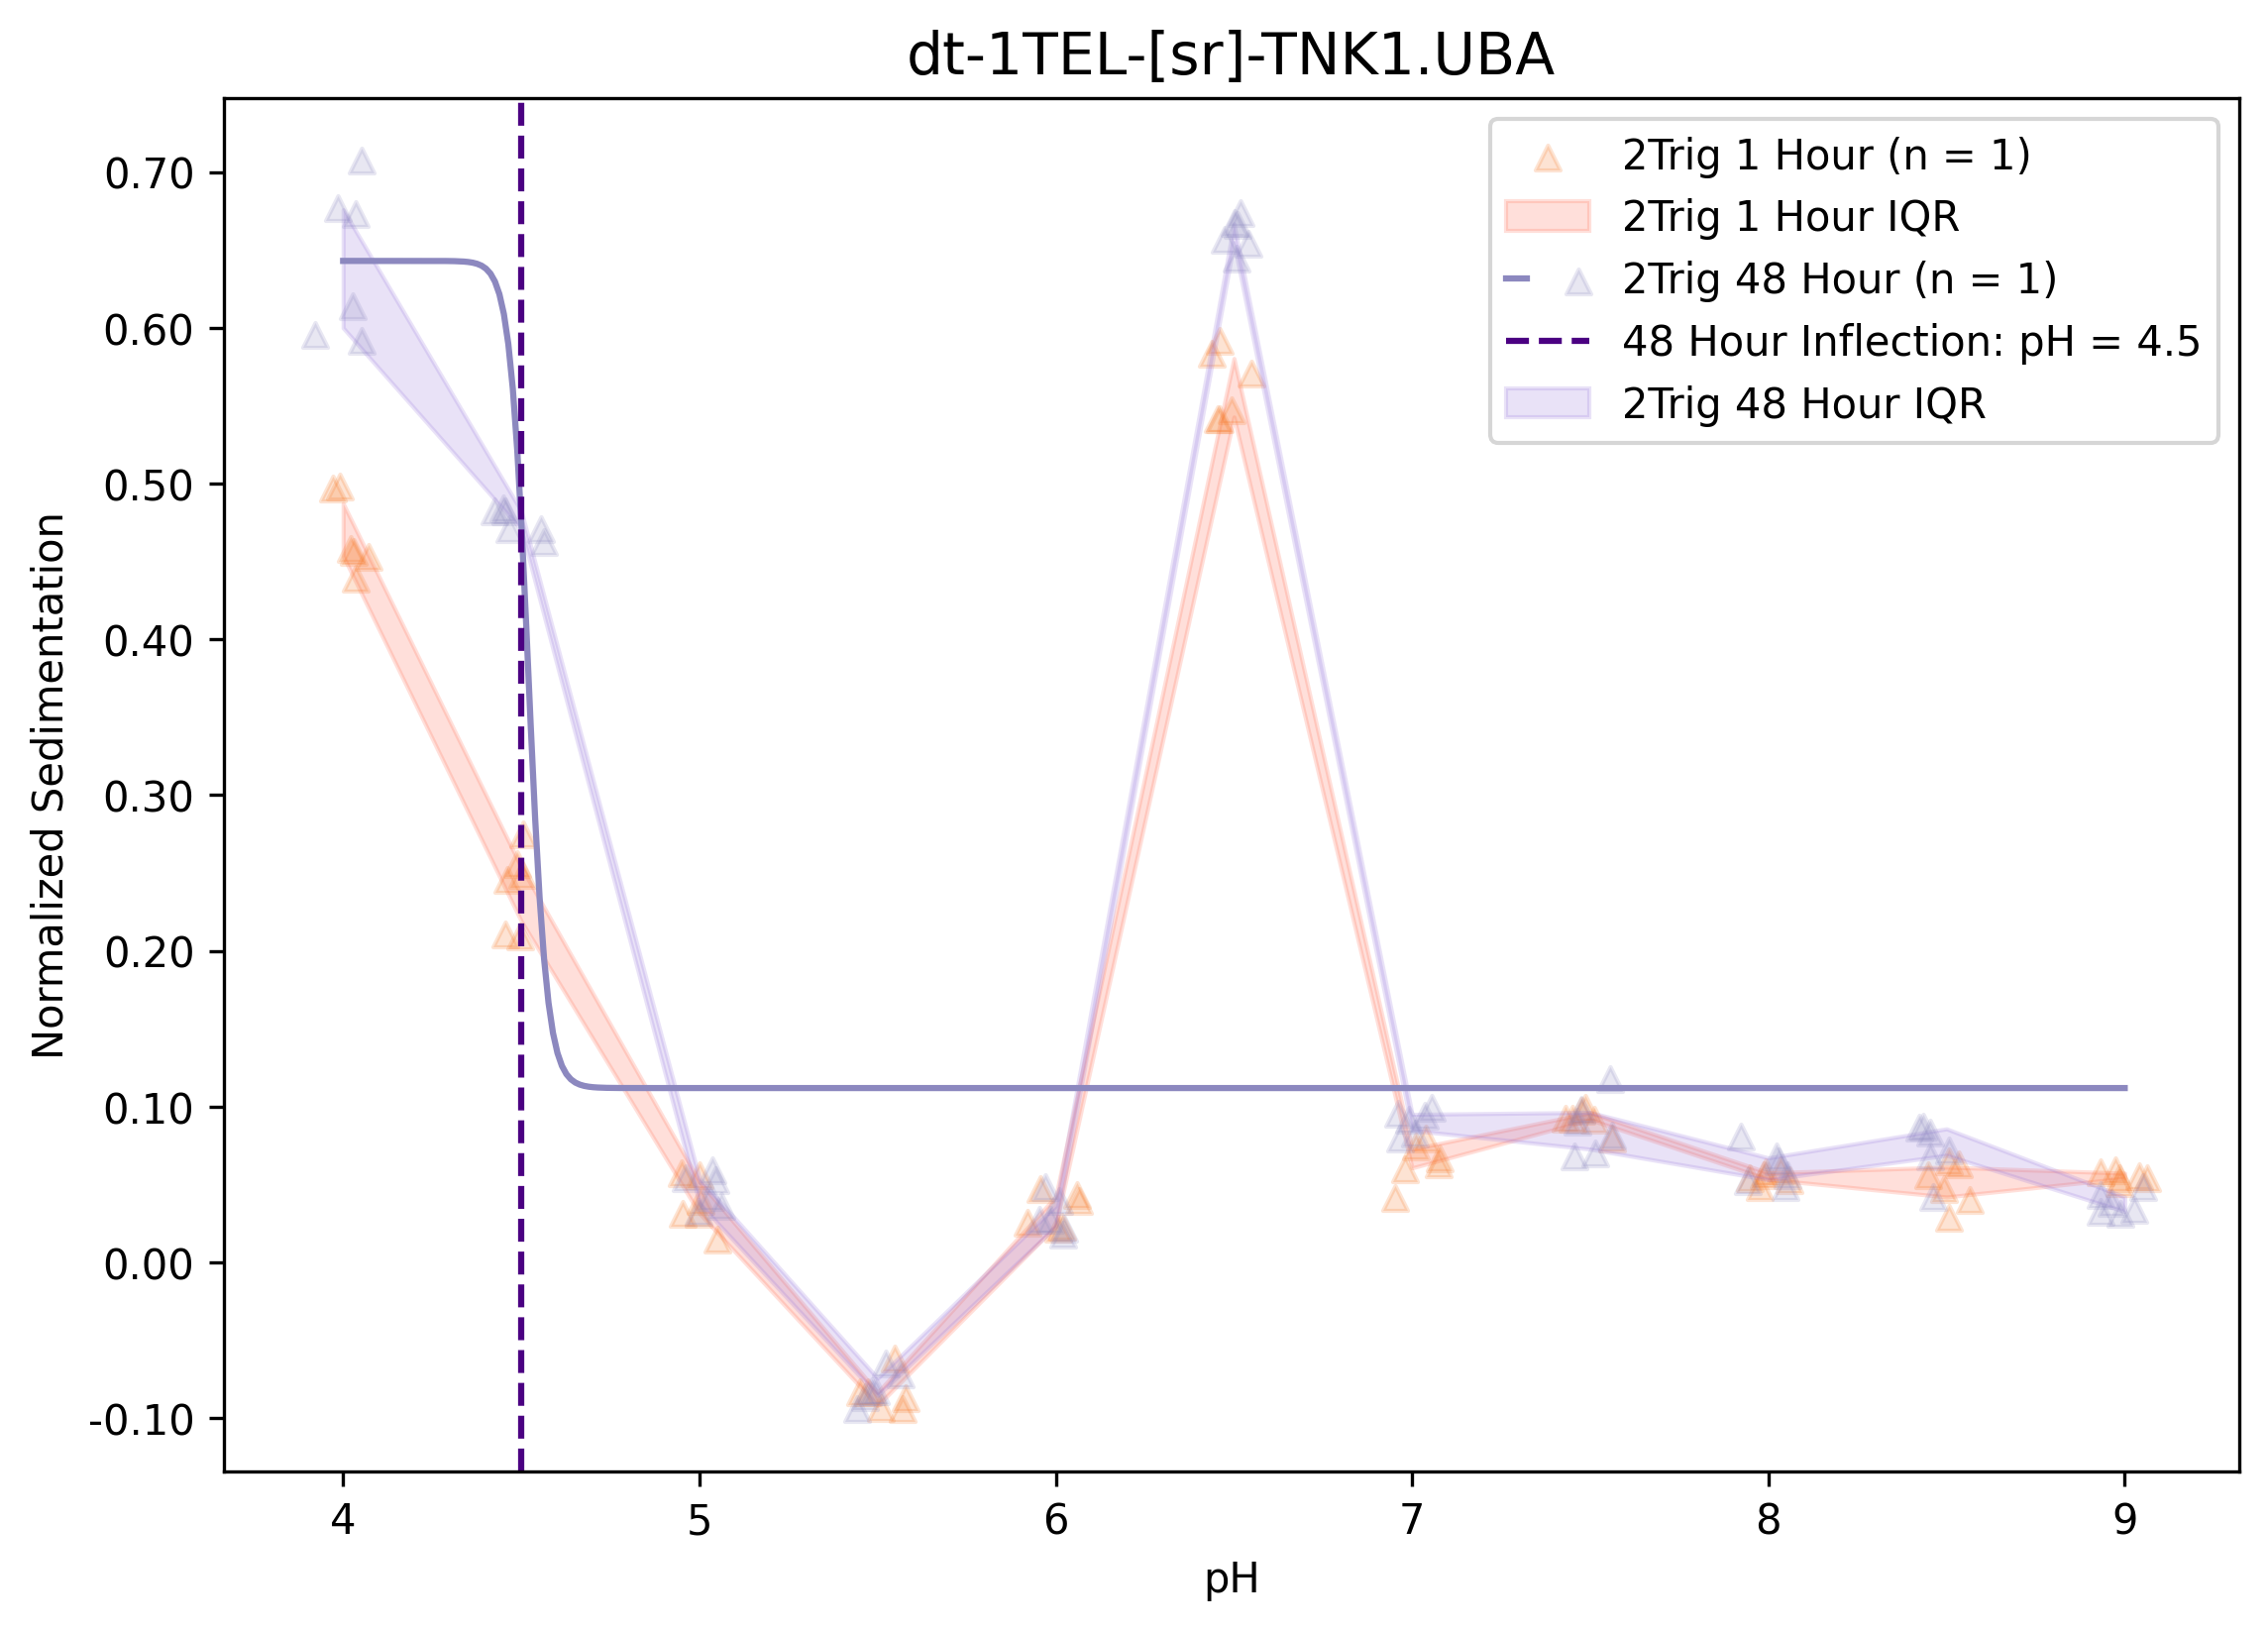 dt-1TEL-[sr]-TNK1.UBA
2Trig 1 Hour (n = 1)
2Trig 1 Hour IQR
2Trig 48 Hour (n = 1)
48 Hour Inflection: pH = 4.5
2Trig 48 Hour IQR
Normalized Sedimentation
0.70
0.60
0.50
0.40
0.30
0.20
0.10
0.00
-0.10
4 5 6 7 8 9
pH